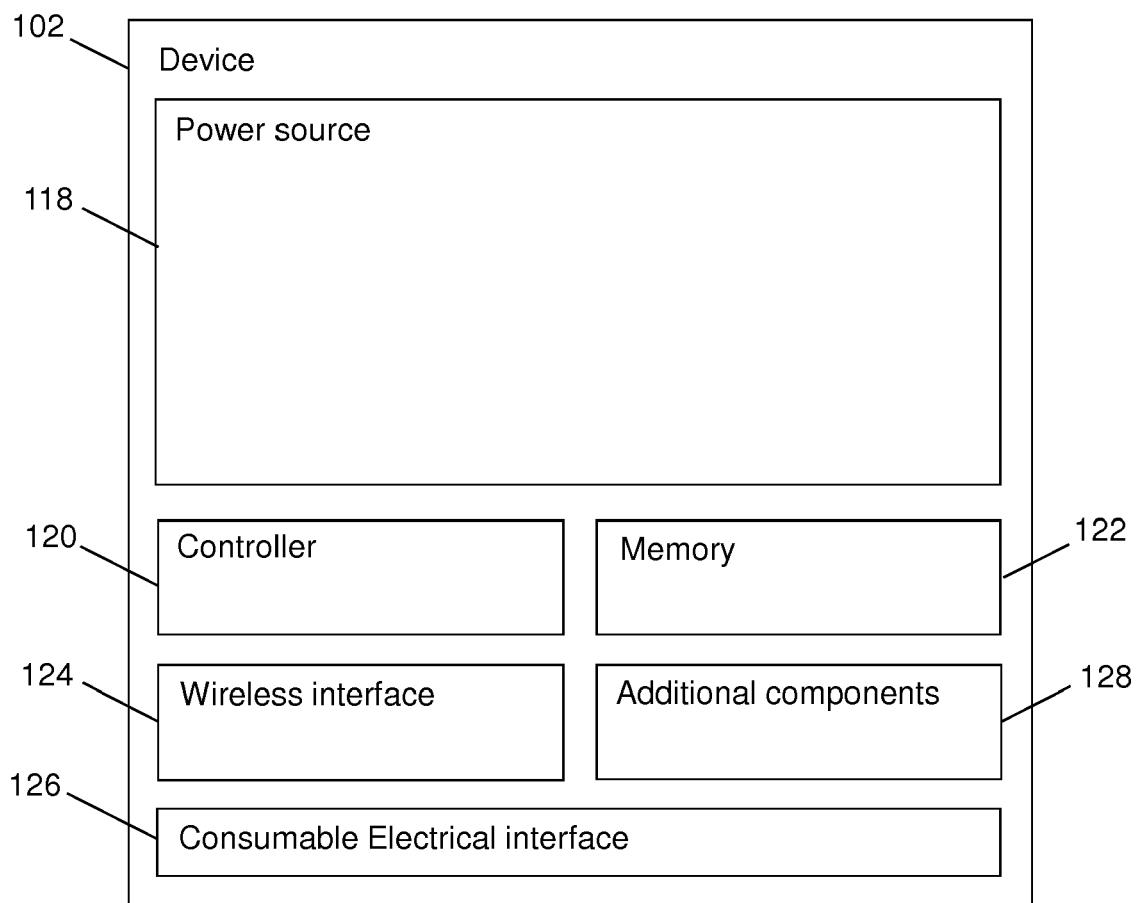 102
Device
Power source
118
120
Controller
Memory
122
124
Wireless interface
Additional components
128
126
Consumable Electrical interface